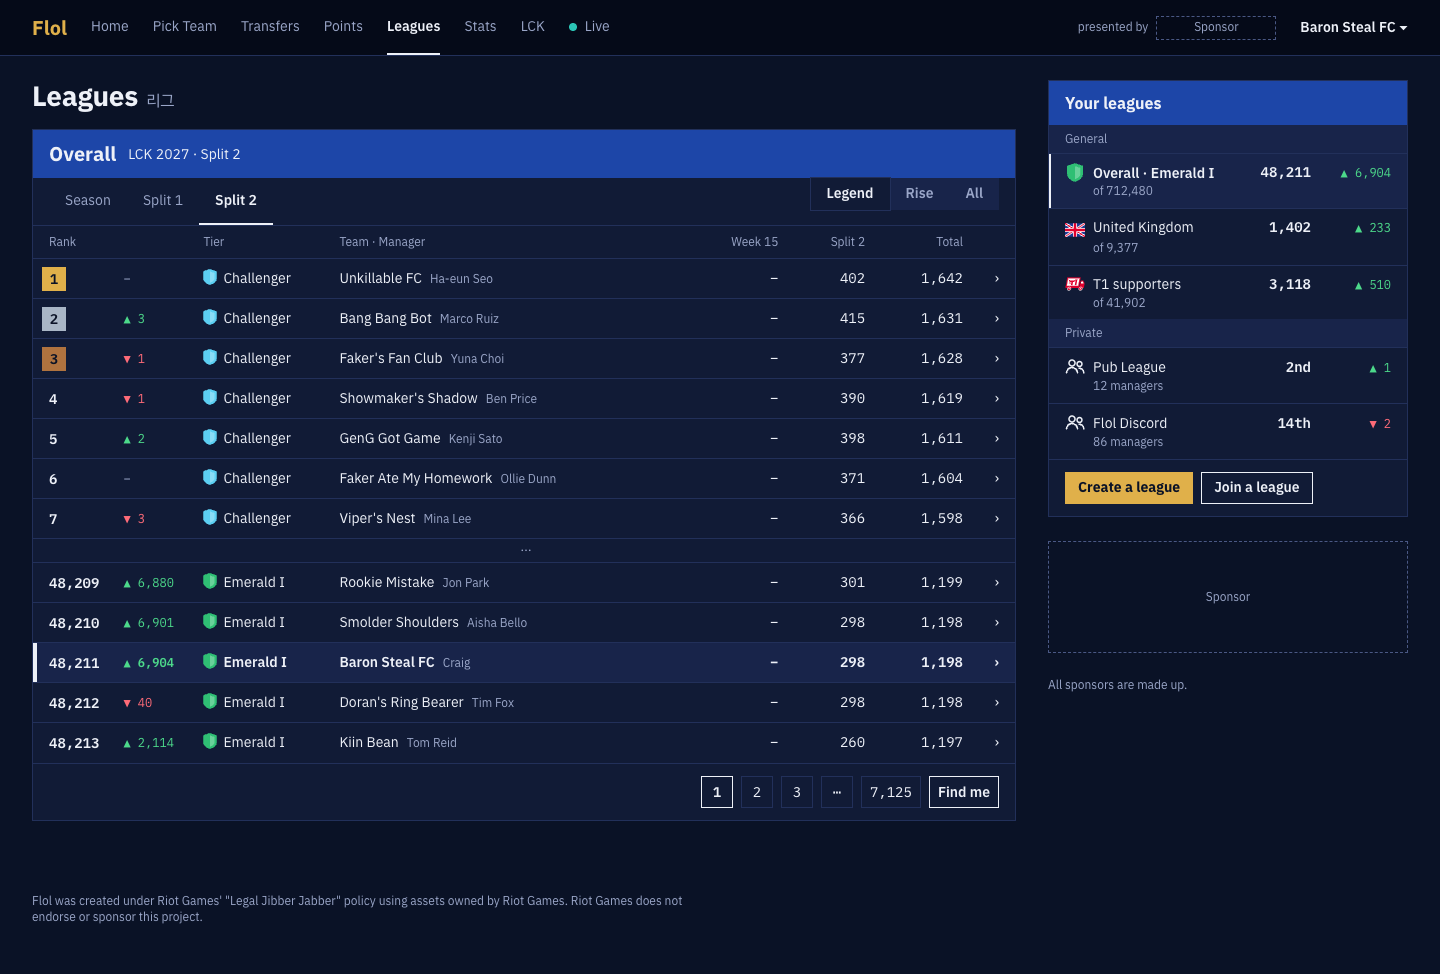 Flol Home Pick Team Transfers Points Leagues Stats LCK Live presented by Sponsor Baron Steal FC
Leagues 리그
Overall LCK 2027 · Split 2
Season Split 1 Split 2 Legend Rise All
Rank Tier Team · Manager Week 15 Split 2 Total
1 – Challenger Unkillable FC Ha-eun Seo – 402 1,642 ›
2 ▲ 3 Challenger Bang Bang Bot Marco Ruiz – 415 1,631 ›
3 ▼ 1 Challenger Faker's Fan Club Yuna Choi – 377 1,628 ›
4 ▼ 1 Challenger Showmaker's Shadow Ben Price – 390 1,619 ›
5 ▲ 2 Challenger GenG Got Game Kenji Sato – 398 1,611 ›
6 – Challenger Faker Ate My Homework Ollie Dunn – 371 1,604 ›
7 ▼ 3 Challenger Viper's Nest Mina Lee – 366 1,598 ›
...
48,209 ▲ 6,880 Emerald I Rookie Mistake Jon Park – 301 1,199 ›
48,210 ▲ 6,901 Emerald I Smolder Shoulders Aisha Bello – 298 1,198 ›
48,211 ▲ 6,904 Emerald I Baron Steal FC Craig – 298 1,198 ›
48,212 ▼ 40 Emerald I Doran's Ring Bearer Tim Fox – 298 1,198 ›
48,213 ▲ 2,114 Emerald I Kiin Bean Tom Reid – 260 1,197 ›
1 2 3 … 7,125 Find me
Your leagues
General
Overall · Emerald I 48,211 ▲ 6,904
of 712,480
United Kingdom 1,402 ▲ 233
of 9,377
T1 supporters 3,118 ▲ 510
of 41,902
Private
Pub League 2nd ▲ 1
12 managers
Flol Discord 14th ▼ 2
86 managers
Create a league Join a league
Sponsor
All sponsors are made up.
Flol was created under Riot Games' "Legal Jibber Jabber" policy using assets owned by Riot Games. Riot Games does not
endorse or sponsor this project.